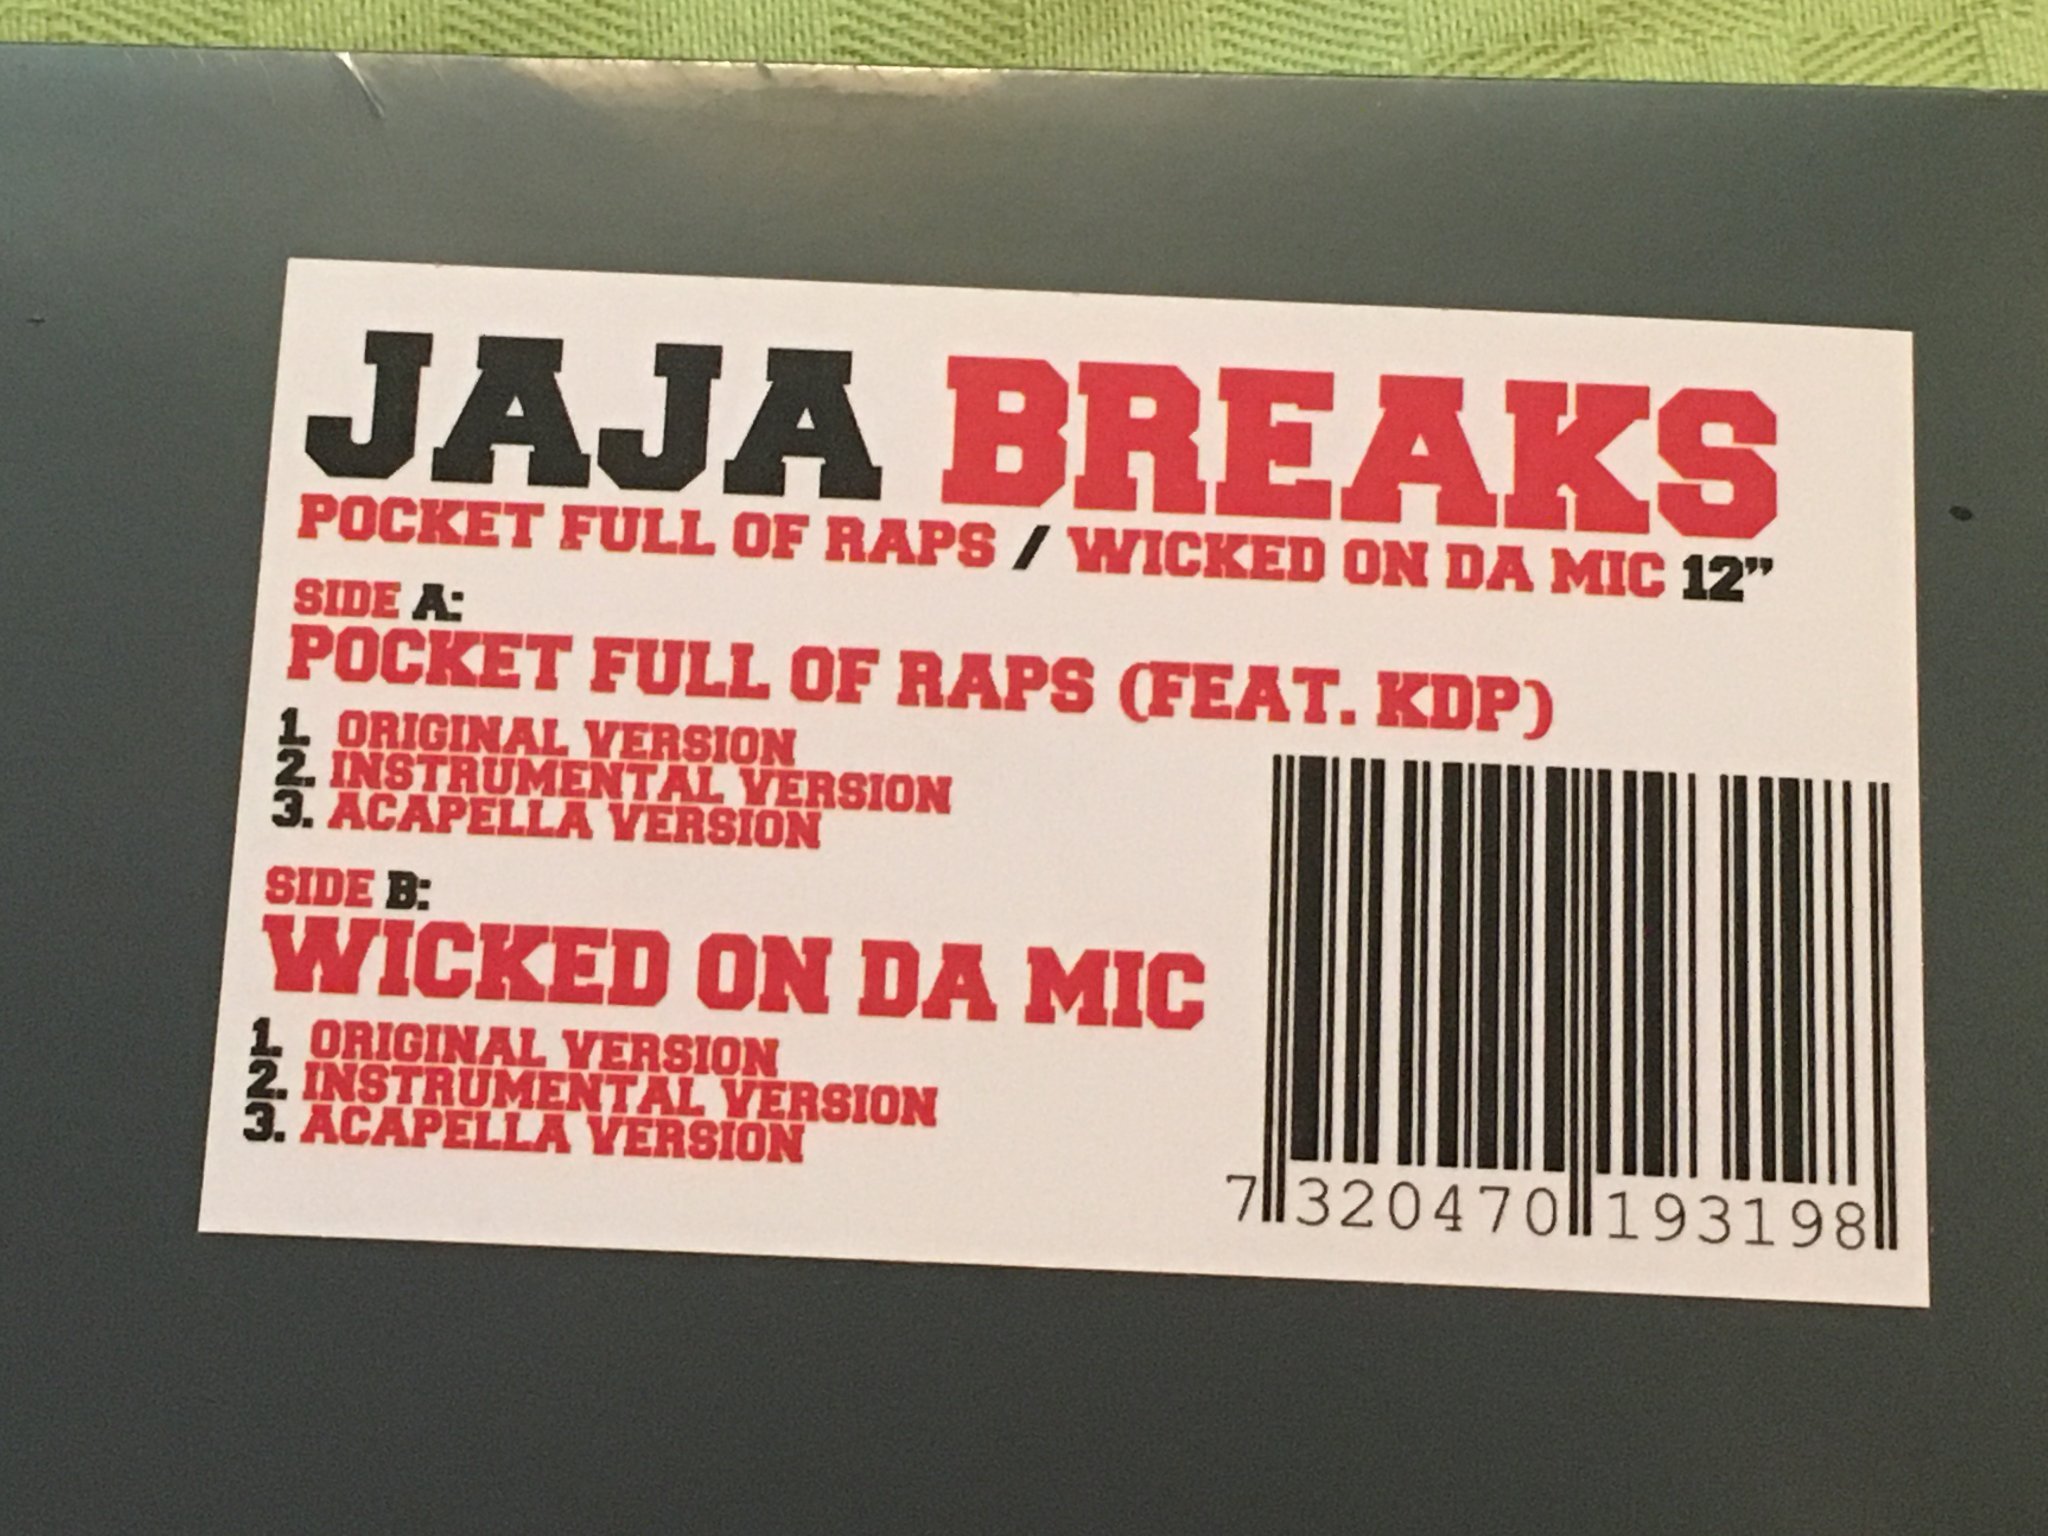 JAJA BREAKS
POCKET FULL OF RAPS / WICKED ON DA MIC 12”
SIDE A:
POCKET FULL OF RAPS (FEAT. KDP)
1. ORIGINAL VERSION
2. INSTRUMENTAL VERSION
3. ACAPELLA VERSION
SIDE B:
WICKED ON DA MIC
1. ORIGINAL VERSION
2. INSTRUMENTAL VERSION
3. ACAPELLA VERSION
7 320470 193198